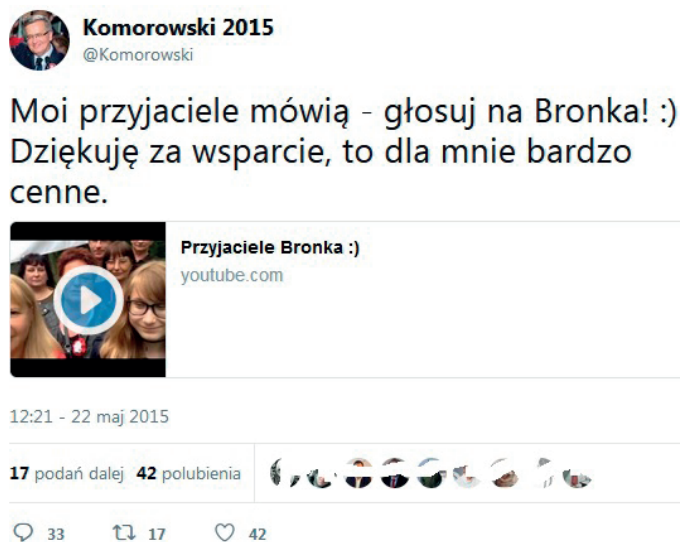 Komorowski 2015
@Komorowski
Moi przyjaciele mówią - głosuj na Bronka! :)
Dziękuję za wsparcie, to dla mnie bardzo
cenne.
Przyjaciele Bronka :)
youtube.com
12:21 - 22 maj 2015
17 podań dalej 42 polubienia
33 17 42